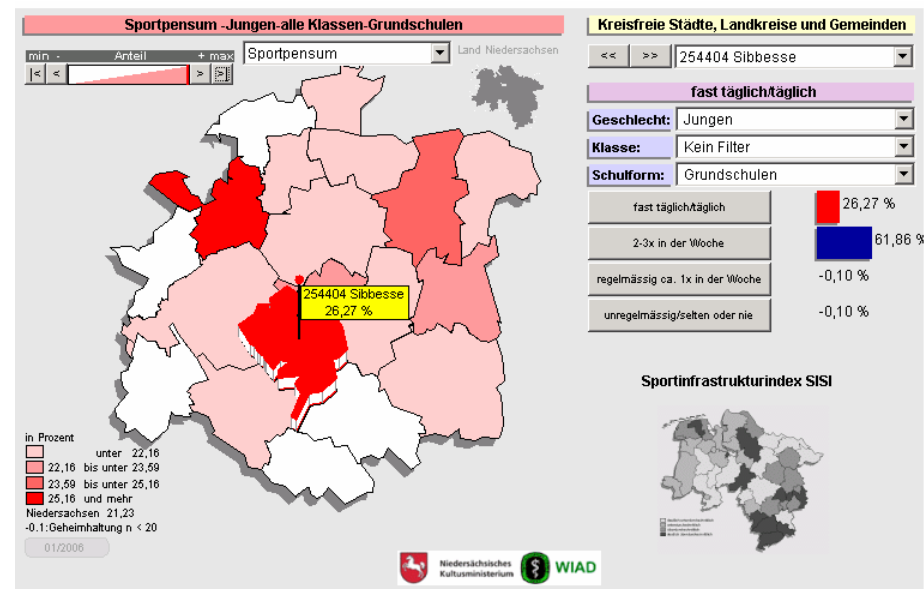 Sportpensum -Jungen-alle Klassen-Grundschulen
min - Anteil + max
Sportpensum
Land Niedersachsen
|< < > >|
254404 Sibbesse
26,27 %
in Prozent
unter 22,16
22,16 bis unter 23,59
23,59 bis unter 25,16
25,16 und mehr
Niedersachsen 21,23
-0.1:Geheimhaltung n < 20
01/2006
Kreisfreie Städte, Landkreise und Gemeinden
<< >> 254404 Sibbesse
fast täglich/täglich
Geschlecht: Jungen
Klasse: Kein Filter
Schulform: Grundschulen
fast täglich/täglich 26,27 %
2-3x in der Woche 61,86 %
regelmässig ca. 1x in der Woche -0,10 %
unregelmässig/selten oder nie -0,10 %
Sportinfrastrukturindex SISI
Niedersächsisches
Kultusministerium
WIAD